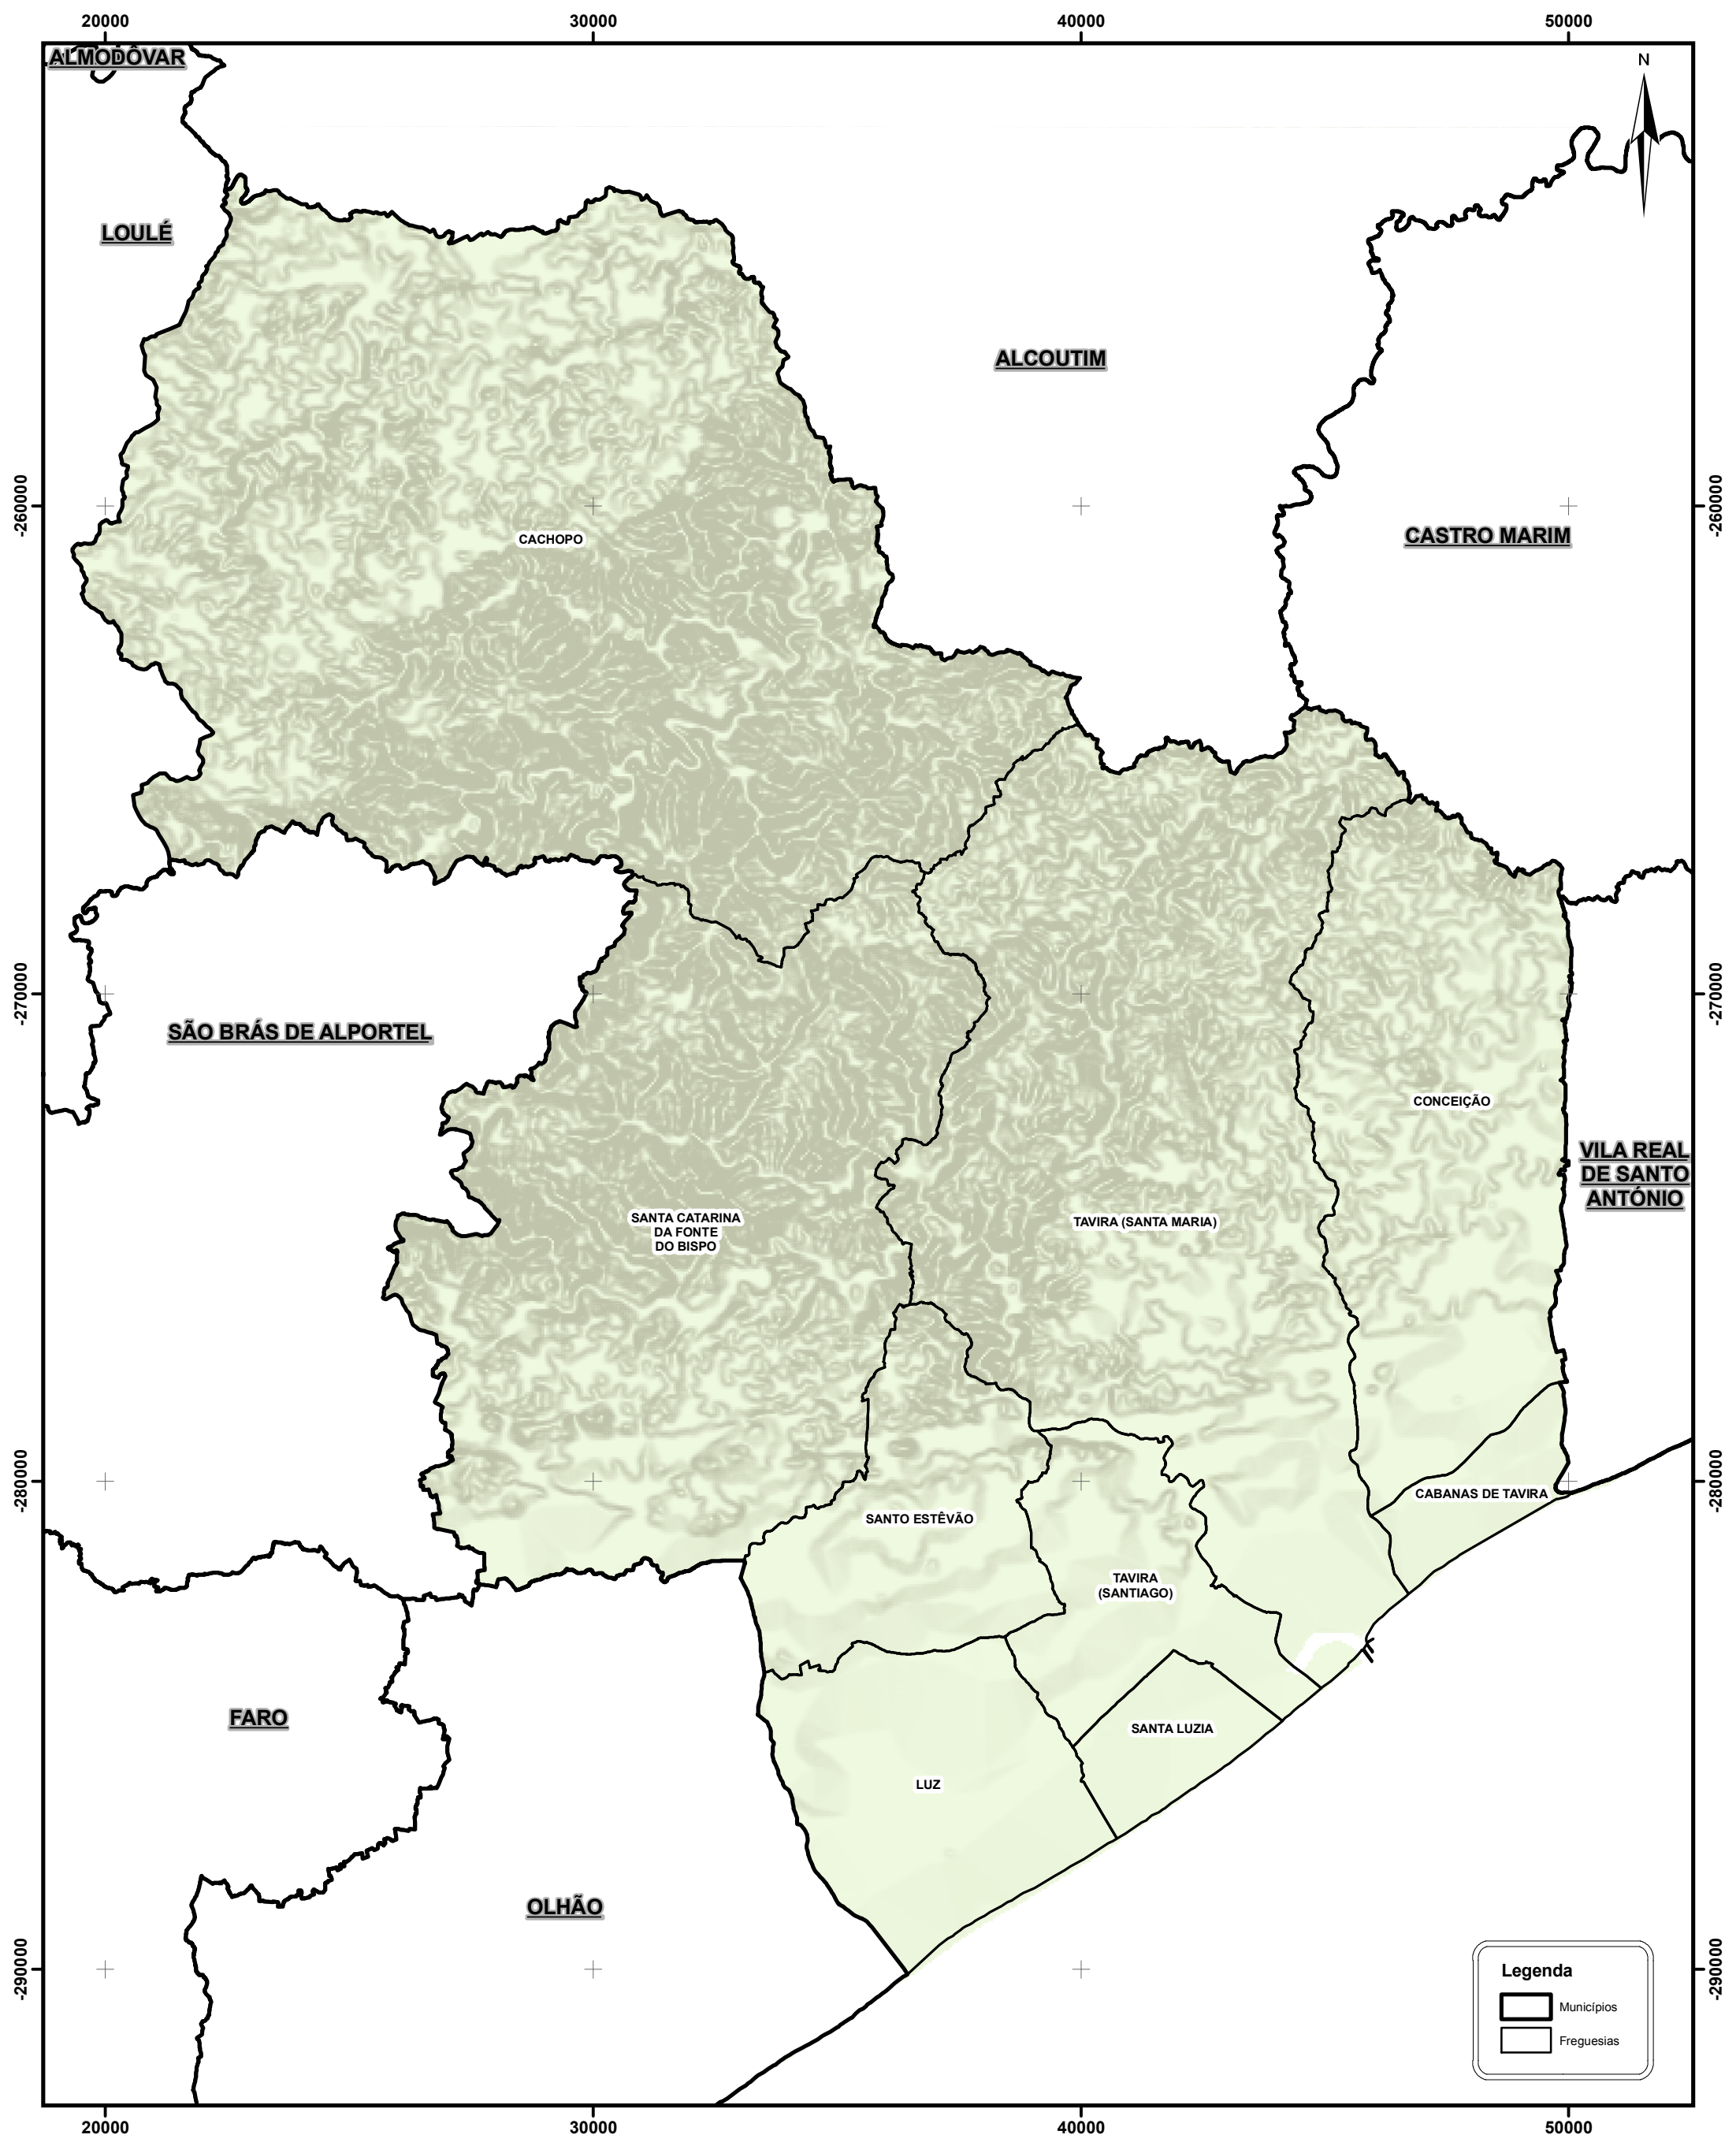 20000 30000 40000 50000
ALMODÔVAR
N
LOULÉ
ALCOUTIM
-260000 -260000
CASTRO MARIM
CACHOPO
-270000 -270000
SÃO BRÁS DE ALPORTEL
CONCEIÇÃO
VILA REAL
DE SANTO
ANTÓNIO
SANTA CATARINA
DA FONTE
DO BISPO
TAVIRA (SANTA MARIA)
-280000 -280000
CABANAS DE TAVIRA
SANTO ESTÊVÃO
TAVIRA
(SANTIAGO)
FARO
SANTA LUZIA
LUZ
OLHÃO
-290000 -290000
Legenda
Municípios
Freguesias
20000 30000 40000 50000